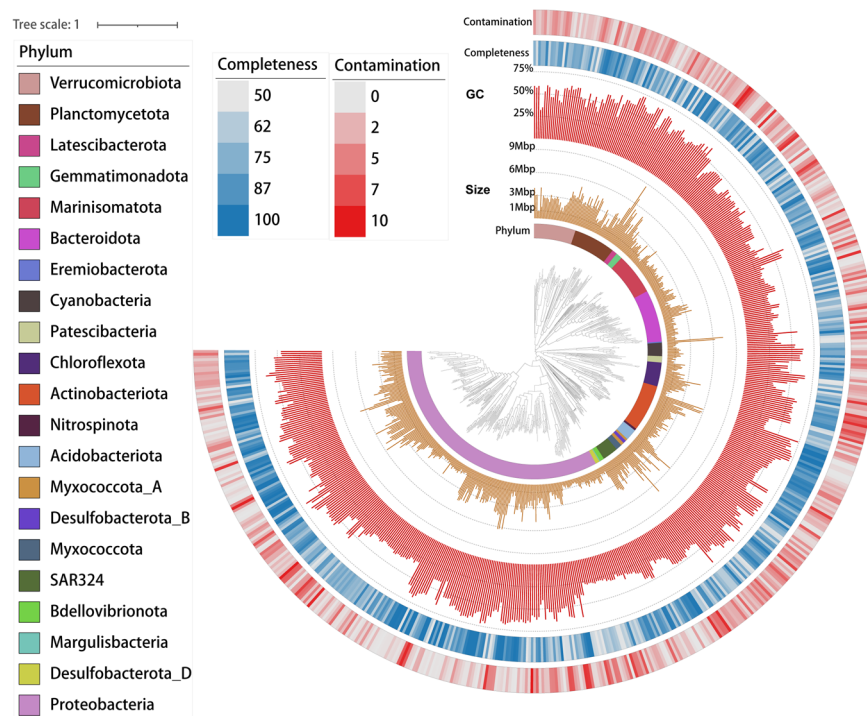 Tree scale: 1
Phylum
Verrucomicrobiota
Planctomycetota
Latescibacterota
Gemmatimonadota
Marinisomatota
Bacteroidota
Eremiobacterota
Cyanobacteria
Patescibacteria
Chloroflexota
Actinobacteriota
Nitrospinota
Acidobacteriota
Myxococcota_A
Desulfobacterota_B
Myxococcota
SAR324
Bdellovibrionota
Margulisbacteria
Desulfobacterota_D
Proteobacteria
Completeness
50
62
75
87
100
Contamination
0
2
5
7
10
Contamination
Completeness
75%
GC
50%
25%
9Mbp
6Mbp
Size
3Mbp
1Mbp
Phylum